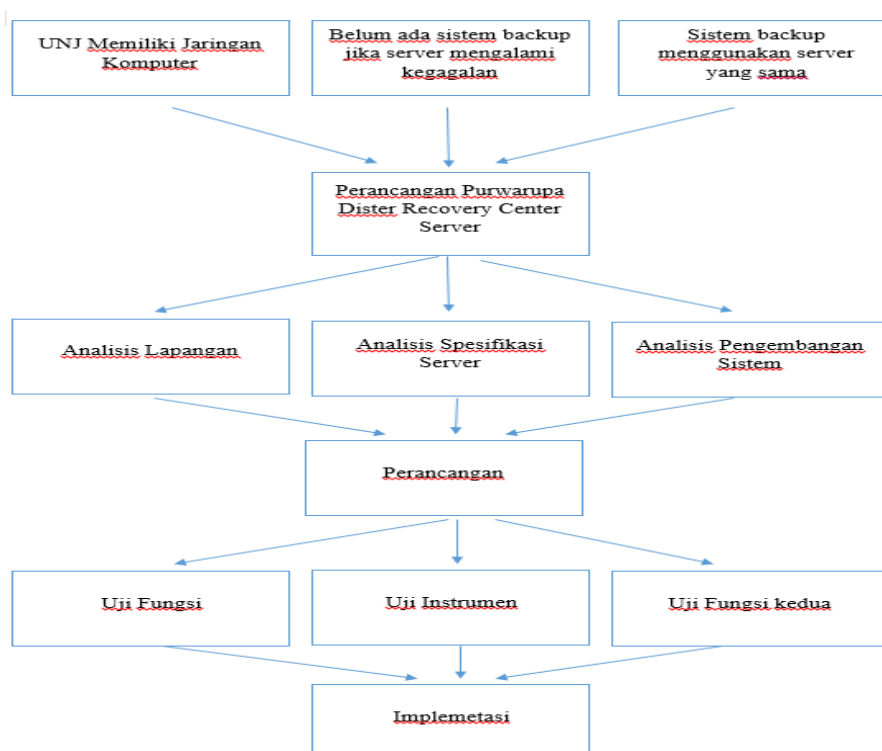 UNJ Memiliki Jaringan
Komputer
Belum ada sistem backup
jika server mengalami
kegagalan
Sistem backup
menggunakan server
yang sama
Perancangan Purwarupa
Dister Recovery Center
Server
Analisis Lapangan
Analisis Spesifikasi
Server
Analisis Pengembangan
Sistem
Perancangan
Uji Fungsi
Uji Instrumen
Uji Fungsi kedua
Implemetasi